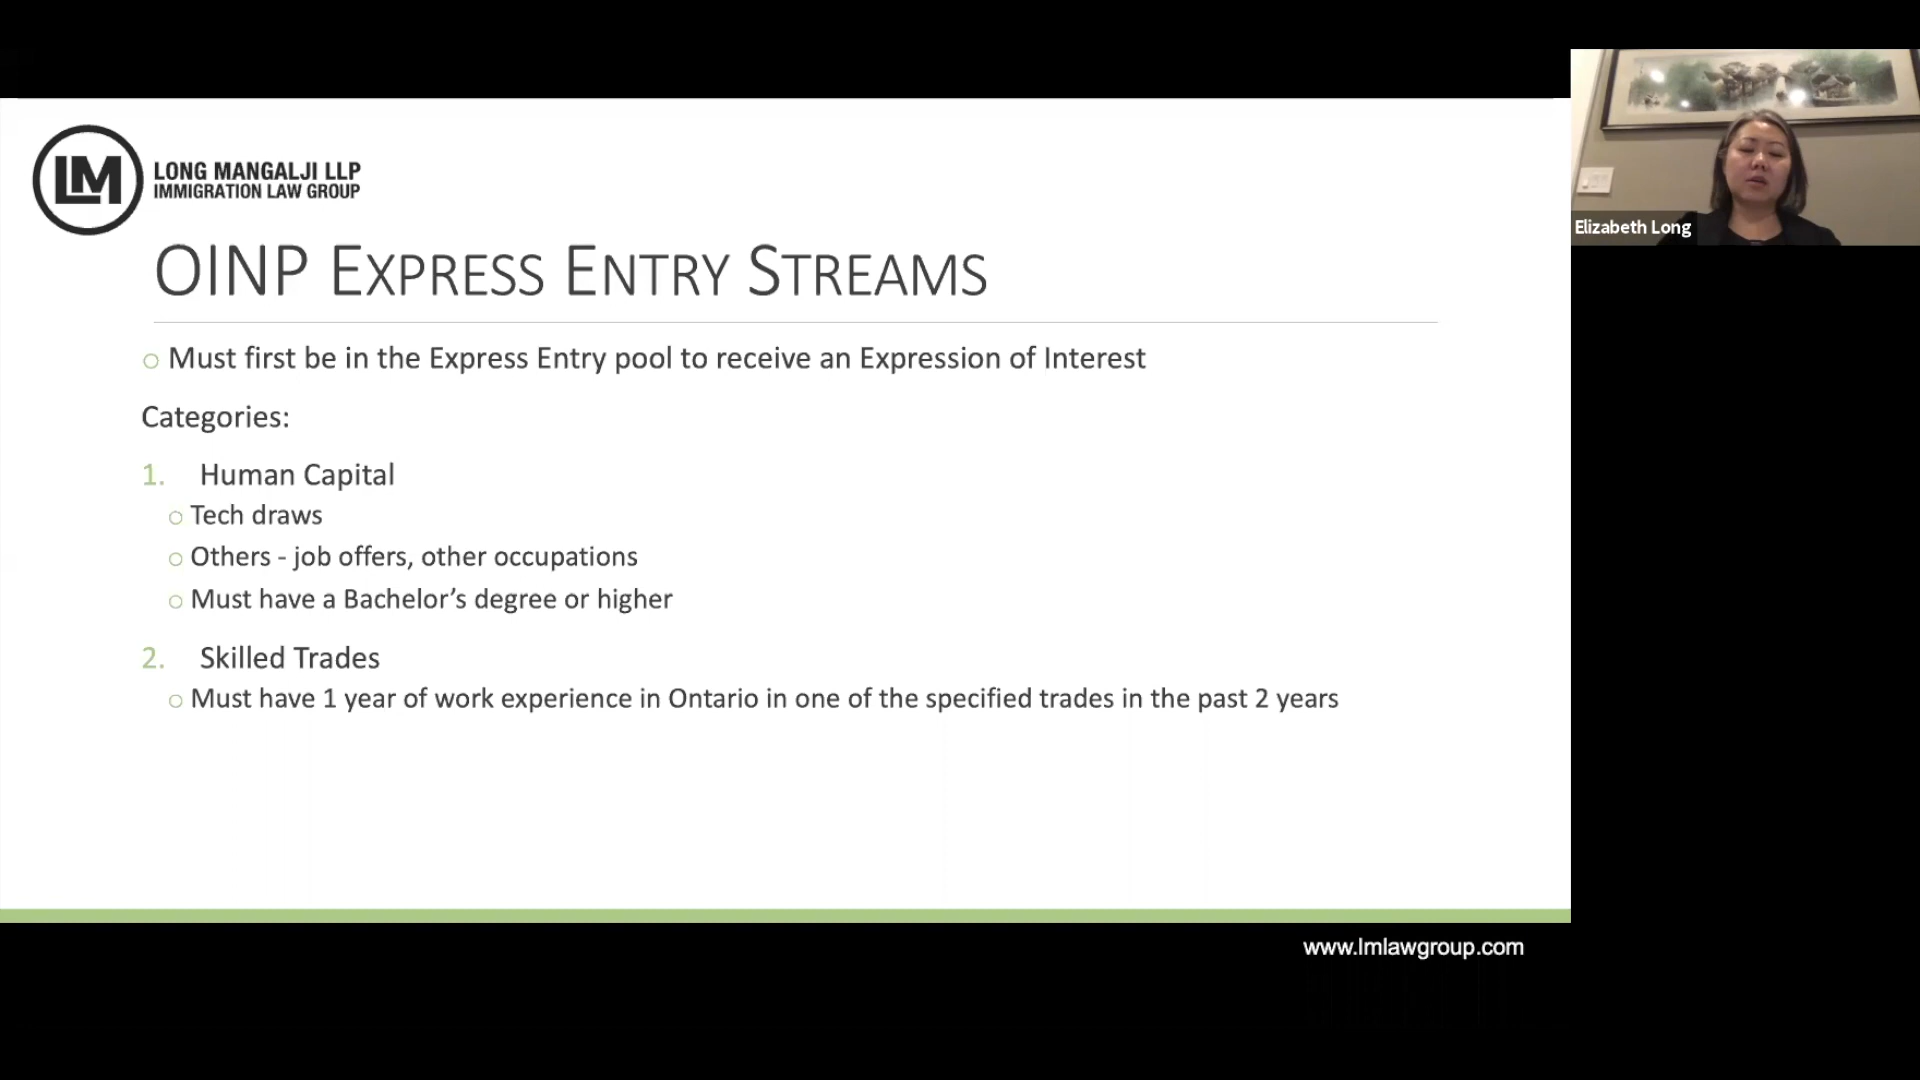 LM
LONG MANGALJI LLP
IMMIGRATION LAW GROUP
OINP EXPRESS ENTRY STREAMS
○ Must first be in the Express Entry pool to receive an Expression of Interest
Categories:
1. Human Capital
○ Tech draws
○ Others - job offers, other occupations
○ Must have a Bachelor’s degree or higher
2. Skilled Trades
○ Must have 1 year of work experience in Ontario in one of the specified trades in the past 2 years
www.lmlawgroup.com
Elizabeth Long